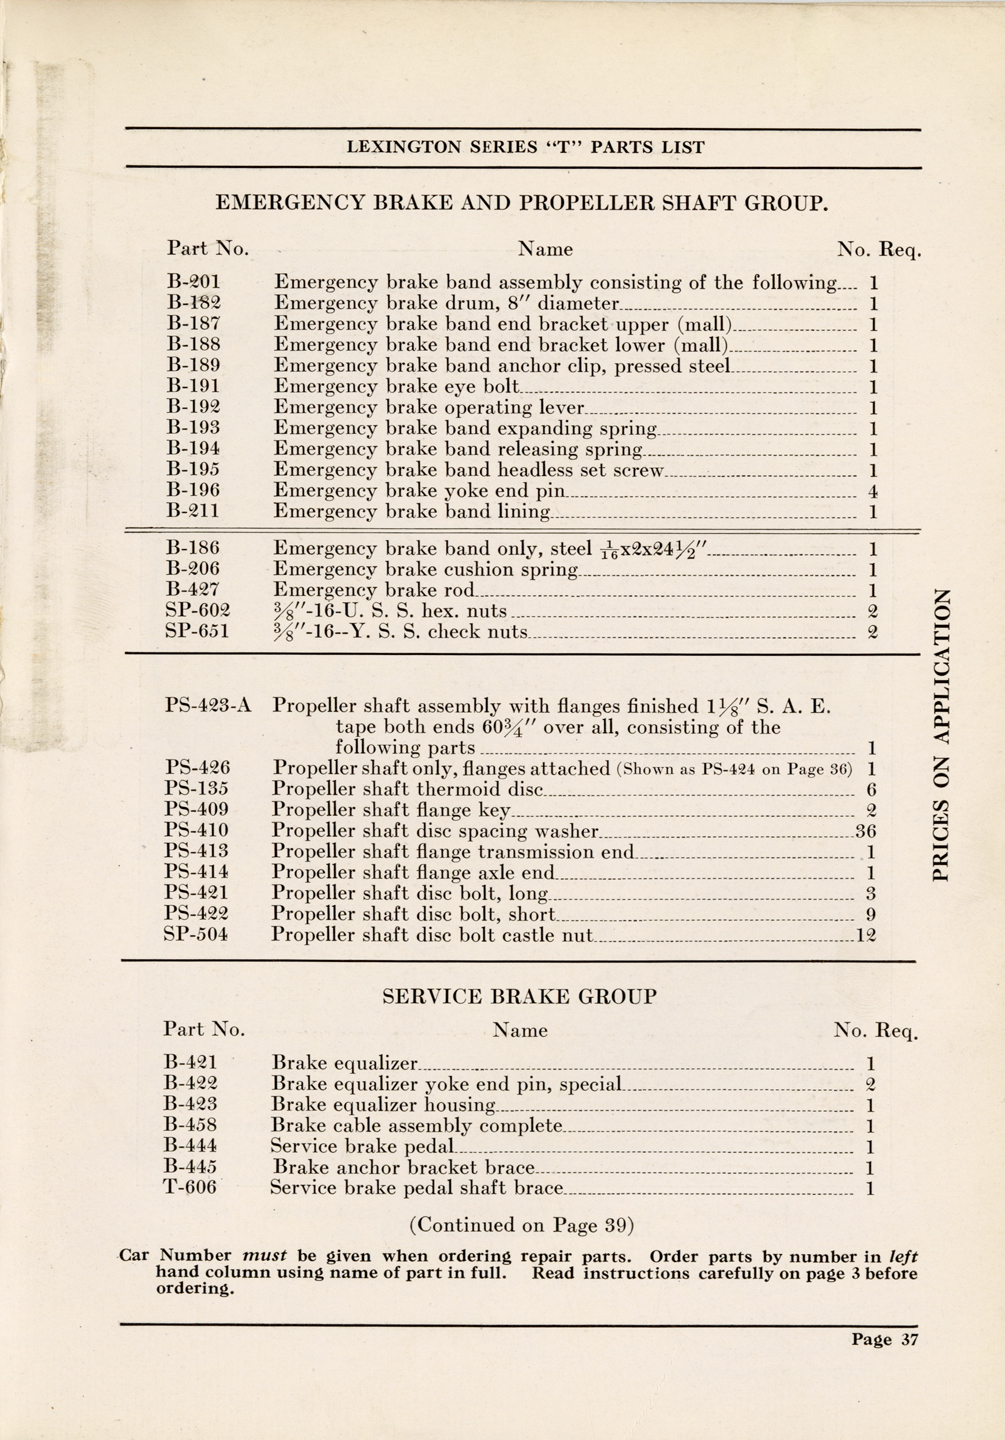 LEXINGTON SERIES “T” PARTS LIST
EMERGENCY BRAKE AND PROPELLER SHAFT GROUP.
Part No. Name No. Req.
B-201 Emergency brake band assembly consisting of the following 1
B-182 Emergency brake drum, 8″ diameter 1
B-187 Emergency brake band end bracket upper (mall) 1
B-188 Emergency brake band end bracket lower (mall) 1
B-189 Emergency brake band anchor clip, pressed steel 1
B-191 Emergency brake eye bolt 1
B-192 Emergency brake operating lever 1
B-193 Emergency brake band expanding spring 1
B-194 Emergency brake band releasing spring 1
B-195 Emergency brake band headless set screw 1
B-196 Emergency brake yoke end pin 4
B-211 Emergency brake band lining 1
B-186 Emergency brake band only, steel 1/16x2x24½″ 1
B-206 Emergency brake cushion spring 1
B-427 Emergency brake rod 1
SP-602 ⅜″-16-U. S. S. hex. nuts 2
SP-651 ⅜″-16--Y. S. S. check nuts 2
PS-423-A Propeller shaft assembly with flanges finished 1⅛″ S. A. E.
tape both ends 60¾″ over all, consisting of the
following parts 1
PS-426 Propeller shaft only, flanges attached (Shown as PS-424 on Page 36) 1
PS-135 Propeller shaft thermoid disc 6
PS-409 Propeller shaft flange key 2
PS-410 Propeller shaft disc spacing washer 36
PS-413 Propeller shaft flange transmission end 1
PS-414 Propeller shaft flange axle end 1
PS-421 Propeller shaft disc bolt, long 3
PS-422 Propeller shaft disc bolt, short 9
SP-504 Propeller shaft disc bolt castle nut 12
PRICES ON APPLICATION
SERVICE BRAKE GROUP
Part No. Name No. Req.
B-421 Brake equalizer 1
B-422 Brake equalizer yoke end pin, special 2
B-423 Brake equalizer housing 1
B-458 Brake cable assembly complete 1
B-444 Service brake pedal 1
B-445 Brake anchor bracket brace 1
T-606 Service brake pedal shaft brace 1
(Continued on Page 39)
Car Number must be given when ordering repair parts. Order parts by number in left
hand column using name of part in full. Read instructions carefully on page 3 before
ordering.
Page 37